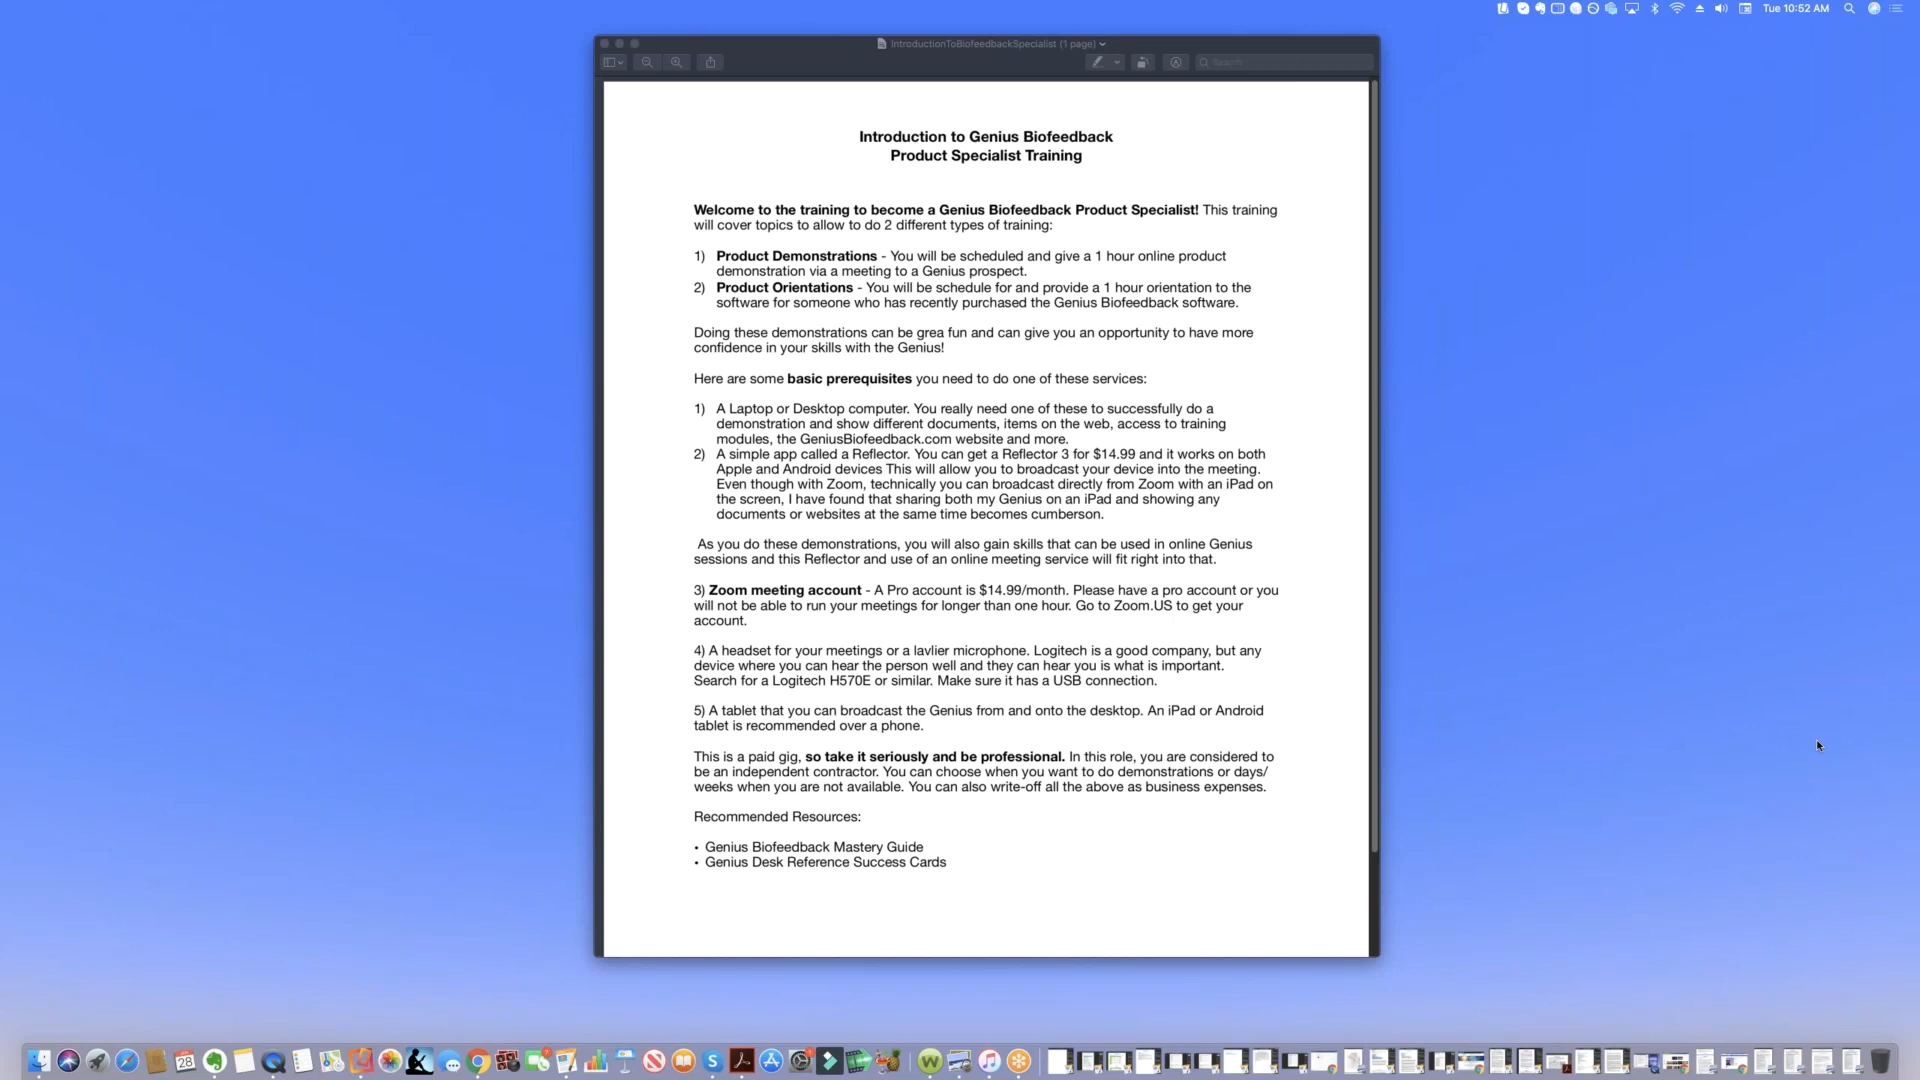 Tue 10:52 AM
IntroductionToBiofeedbackSpecialist (1 page)
Search
Introduction to Genius Biofeedback
Product Specialist Training
Welcome to the training to become a Genius Biofeedback Product Specialist! This training
will cover topics to allow to do 2 different types of training:
1) Product Demonstrations - You will be scheduled and give a 1 hour online product
demonstration via a meeting to a Genius prospect.
2) Product Orientations - You will be schedule for and provide a 1 hour orientation to the
software for someone who has recently purchased the Genius Biofeedback software.
Doing these demonstrations can be grea fun and can give you an opportunity to have more
confidence in your skills with the Genius!
Here are some basic prerequisites you need to do one of these services:
1) A Laptop or Desktop computer. You really need one of these to successfully do a
demonstration and show different documents, items on the web, access to training
modules, the GeniusBiofeedback.com website and more.
2) A simple app called a Reflector. You can get a Reflector 3 for $14.99 and it works on both
Apple and Android devices This will allow you to broadcast your device into the meeting.
Even though with Zoom, technically you can broadcast directly from Zoom with an iPad on
the screen, I have found that sharing both my Genius on an iPad and showing any
documents or websites at the same time becomes cumberson.
As you do these demonstrations, you will also gain skills that can be used in online Genius
sessions and this Reflector and use of an online meeting service will fit right into that.
3) Zoom meeting account - A Pro account is $14.99/month. Please have a pro account or you
will not be able to run your meetings for longer than one hour. Go to Zoom.US to get your
account.
4) A headset for your meetings or a lavlier microphone. Logitech is a good company, but any
device where you can hear the person well and they can hear you is what is important.
Search for a Logitech H570E or similar. Make sure it has a USB connection.
5) A tablet that you can broadcast the Genius from and onto the desktop. An iPad or Android
tablet is recommended over a phone.
This is a paid gig, so take it seriously and be professional. In this role, you are considered to
be an independent contractor. You can choose when you want to do demonstrations or days/
weeks when you are not available. You can also write-off all the above as business expenses.
Recommended Resources:
• Genius Biofeedback Mastery Guide
• Genius Desk Reference Success Cards
28